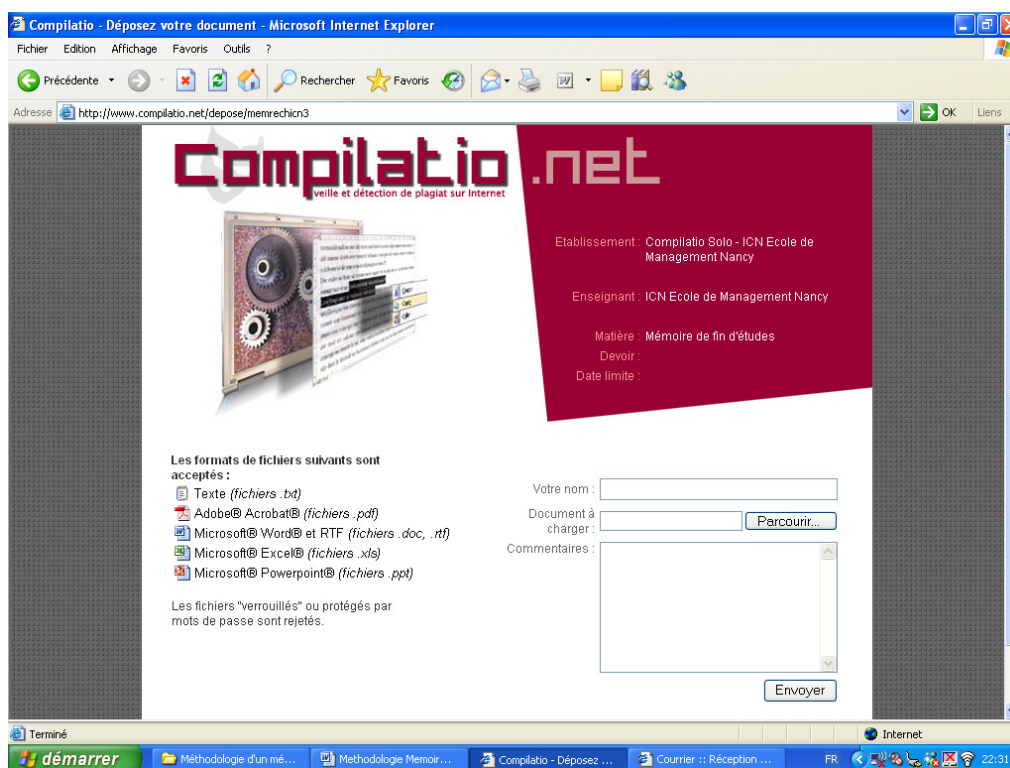 Compilatio - Déposez votre document - Microsoft Internet Explorer
Fichier Edition Affichage Favoris Outils ?
Précédente Rechercher Favoris
Adresse http://www.compilatio.net/depose/memrechicn3 OK Liens
Compilatio .net
veille et détection de plagiat sur Internet
Etablissement : Compilatio Solo - ICN Ecole de
Management Nancy
Enseignant : ICN Ecole de Management Nancy
Matière : Mémoire de fin d'études
Devoir :
Date limite :
Les formats de fichiers suivants sont
acceptés :
Texte (fichiers .txt)
Adobe® Acrobat® (fichiers .pdf)
Microsoft® Word® et RTF (fichiers .doc, .rtf)
Microsoft® Excel® (fichiers .xls)
Microsoft® Powerpoint® (fichiers .ppt)
Les fichiers "verrouillés" ou protégés par
mots de passe sont rejetés.
Votre nom :
Document à
charger :
Parcourir...
Commentaires :
Envoyer
Terminé Internet
démarrer Méthodologie d'un mé... Methodologie Memoir... Compilatio - Déposez ... Courrier :: Réception ... FR 22:31